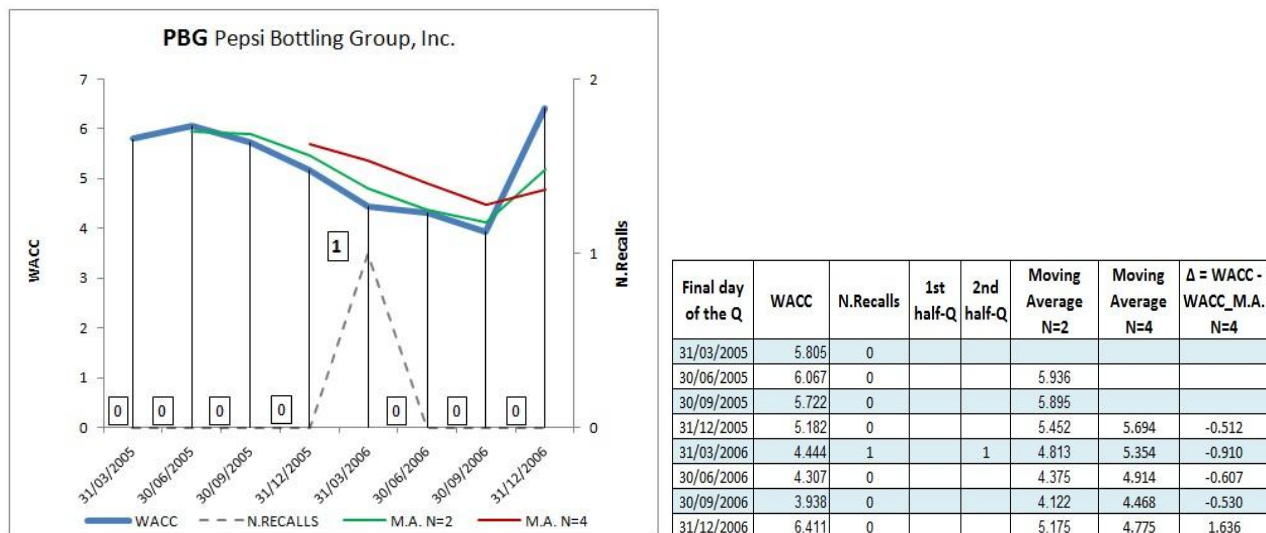 PBG Pepsi Bottling Group, Inc.
WACC
7
6
5
4
3
2
1
0
N.Recalls
2
1
0
1
0 0 0 0 0 0 0
31/03/2005 30/06/2005 30/09/2005 31/12/2005 31/03/2006 30/06/2006 30/09/2006 31/12/2006
WACC N.RECALLS M.A. N=2 M.A. N=4
Final day of the Q WACC N.Recalls 1st half-Q 2nd half-Q Moving Average N=2 Moving Average N=4 Δ = WACC - WACC_M.A. N=4
31/03/2005 5.805 0
30/06/2005 6.067 0 5.936
30/09/2005 5.722 0 5.895
31/12/2005 5.182 0 5.452 5.694 -0.512
31/03/2006 4.444 1 1 4.813 5.354 -0.910
30/06/2006 4.307 0 4.375 4.914 -0.607
30/09/2006 3.938 0 4.122 4.468 -0.530
31/12/2006 6.411 0 5.175 4.775 1.636